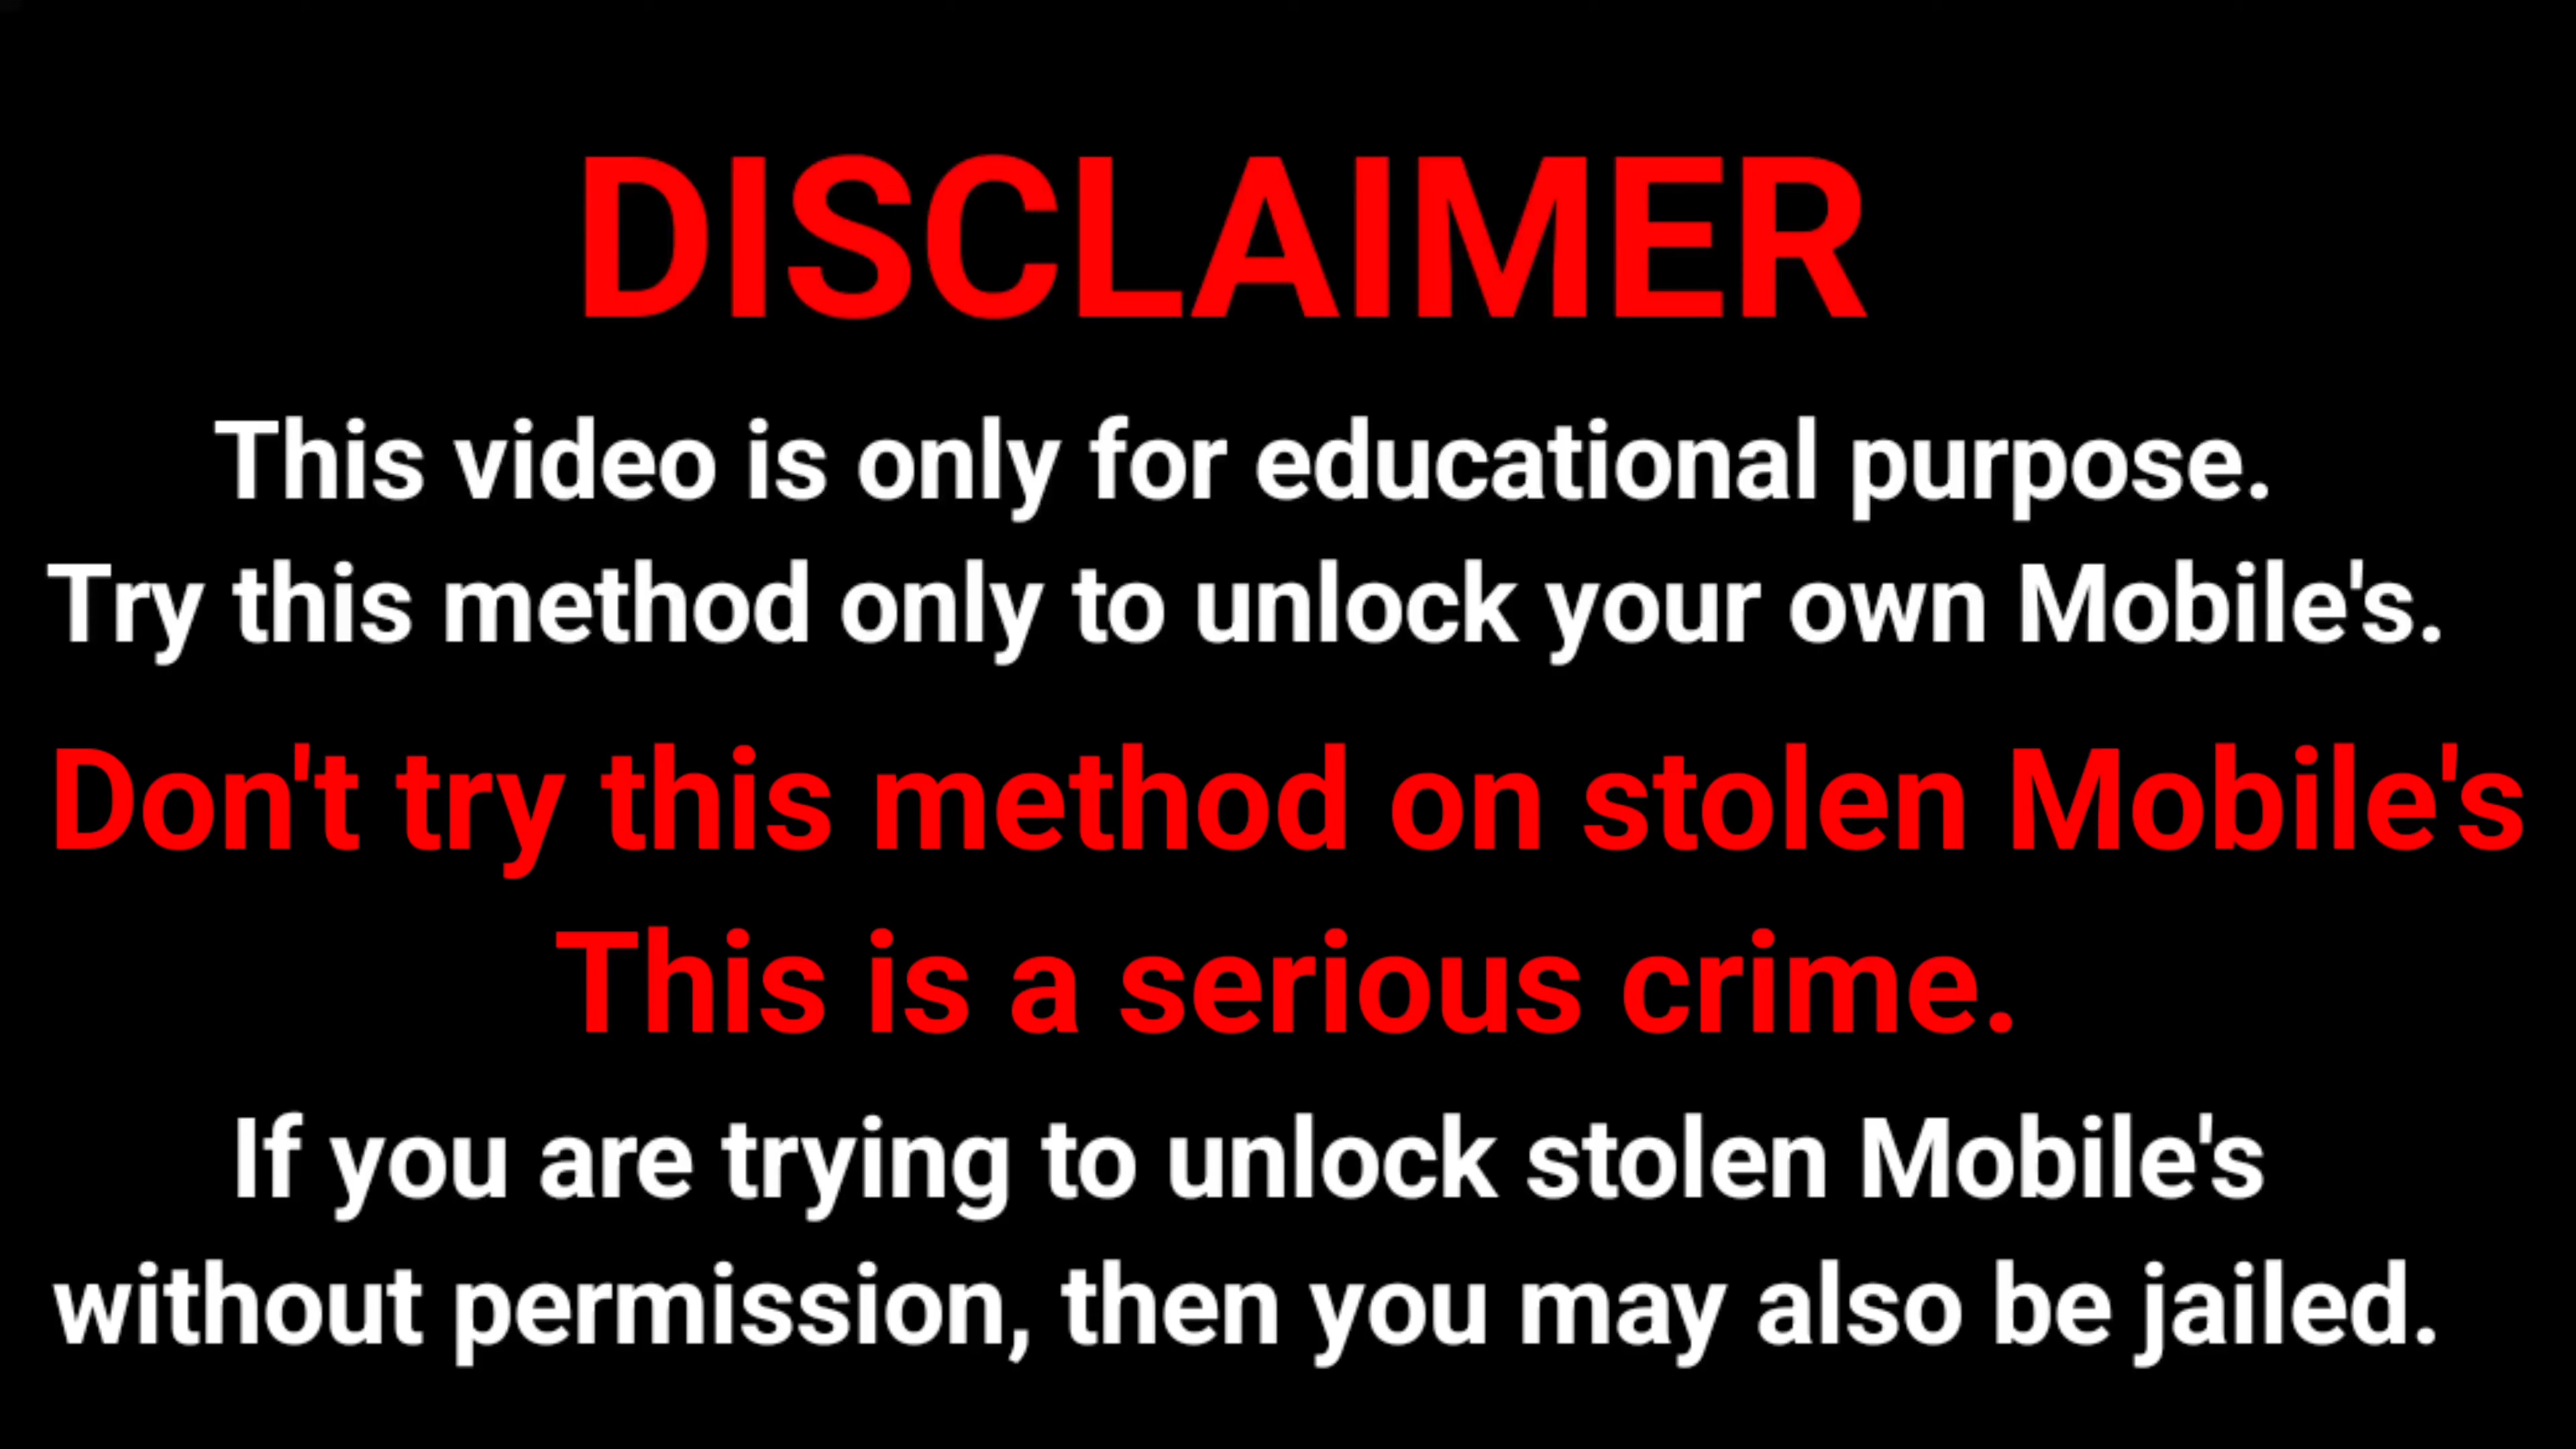 DISCLAIMER
This video is only for educational purpose.
Try this method only to unlock your own Mobile's.
Don't try this method on stolen Mobile's
This is a serious crime.
If you are trying to unlock stolen Mobile's
without permission, then you may also be jailed.